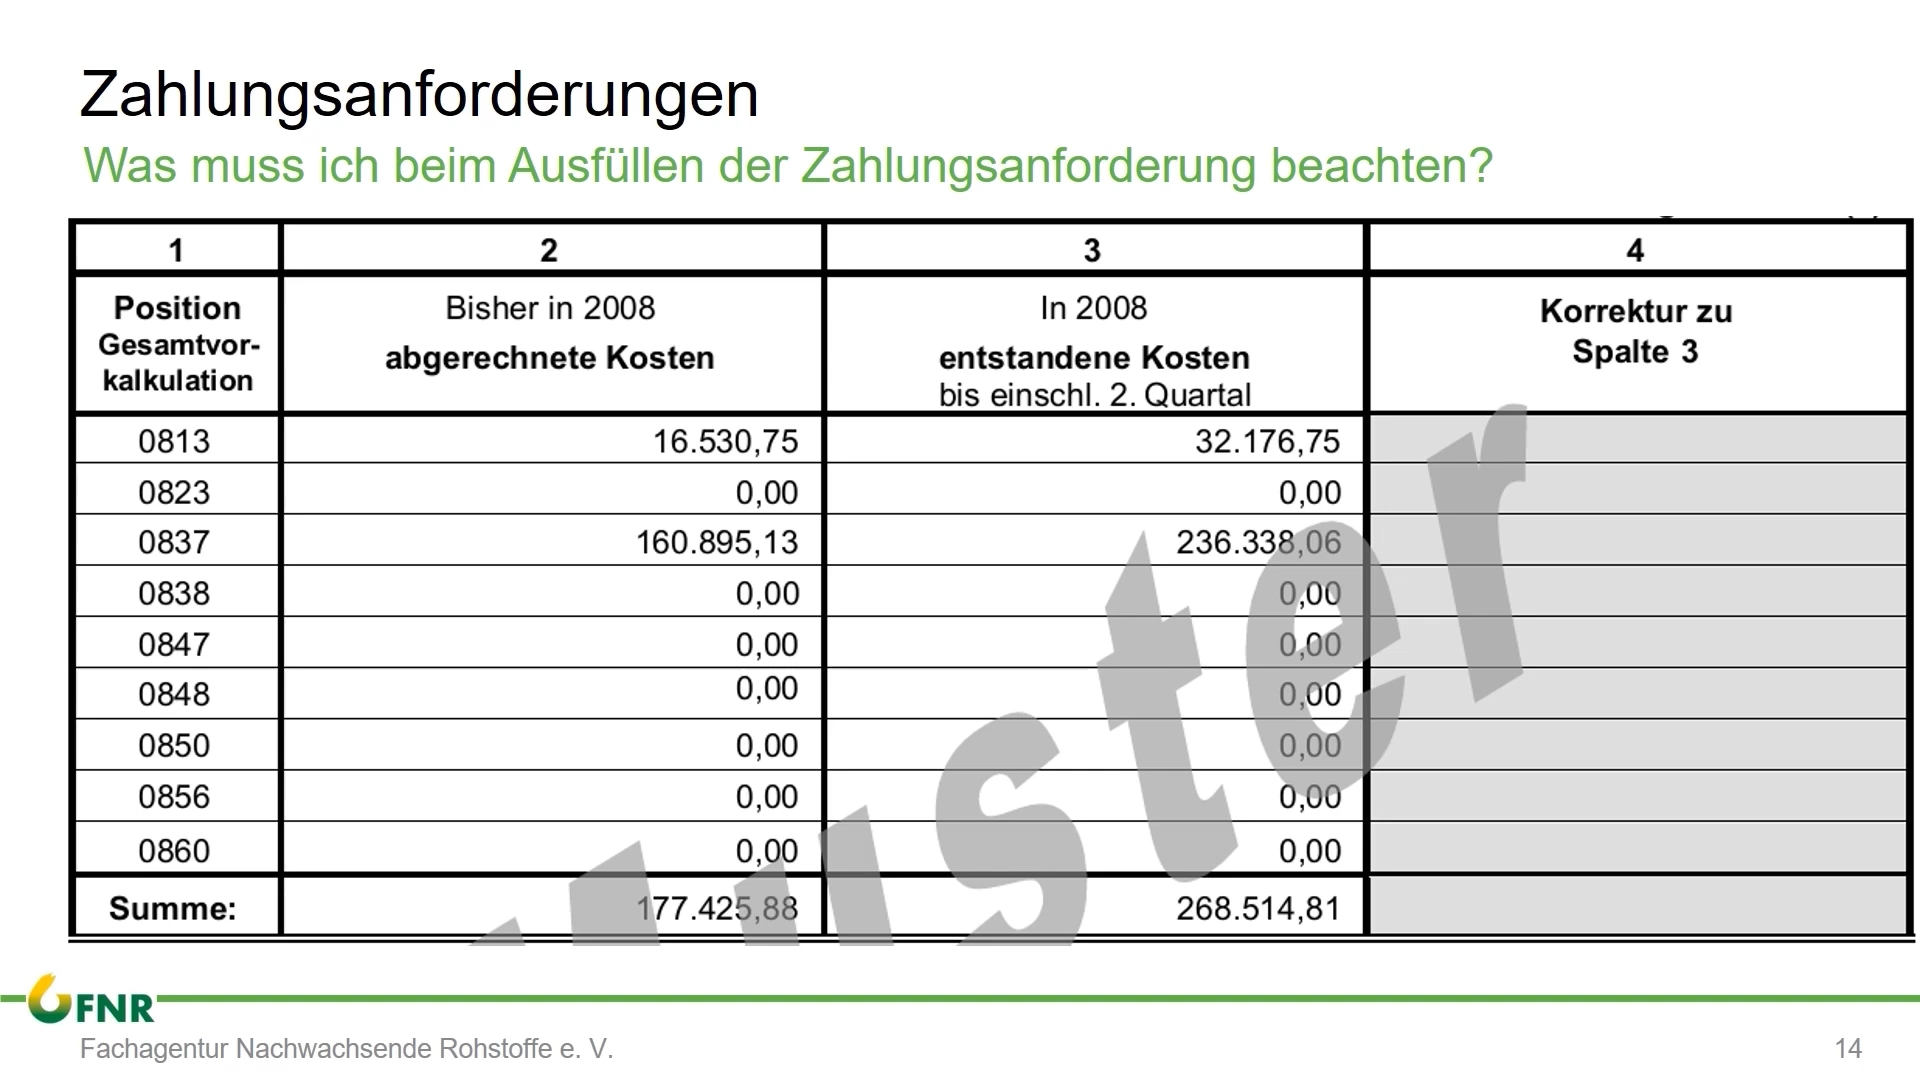 Zahlungsanforderungen
Was muss ich beim Ausfüllen der Zahlungsanforderung beachten?
1 2 3 4
Position Gesamtvor-kalkulation
Bisher in 2008 abgerechnete Kosten
In 2008 entstandene Kosten bis einschl. 2. Quartal
Korrektur zu Spalte 3
0813 16.530,75 32.176,75
0823 0,00 0,00
0837 160.895,13 236.338,06
0838 0,00 0,00
0847 0,00 0,00
0848 0,00 0,00
0850 0,00 0,00
0856 0,00 0,00
0860 0,00 0,00
Summe: 177.425,88 268.514,81
FNR
Fachagentur Nachwachsende Rohstoffe e. V.
14